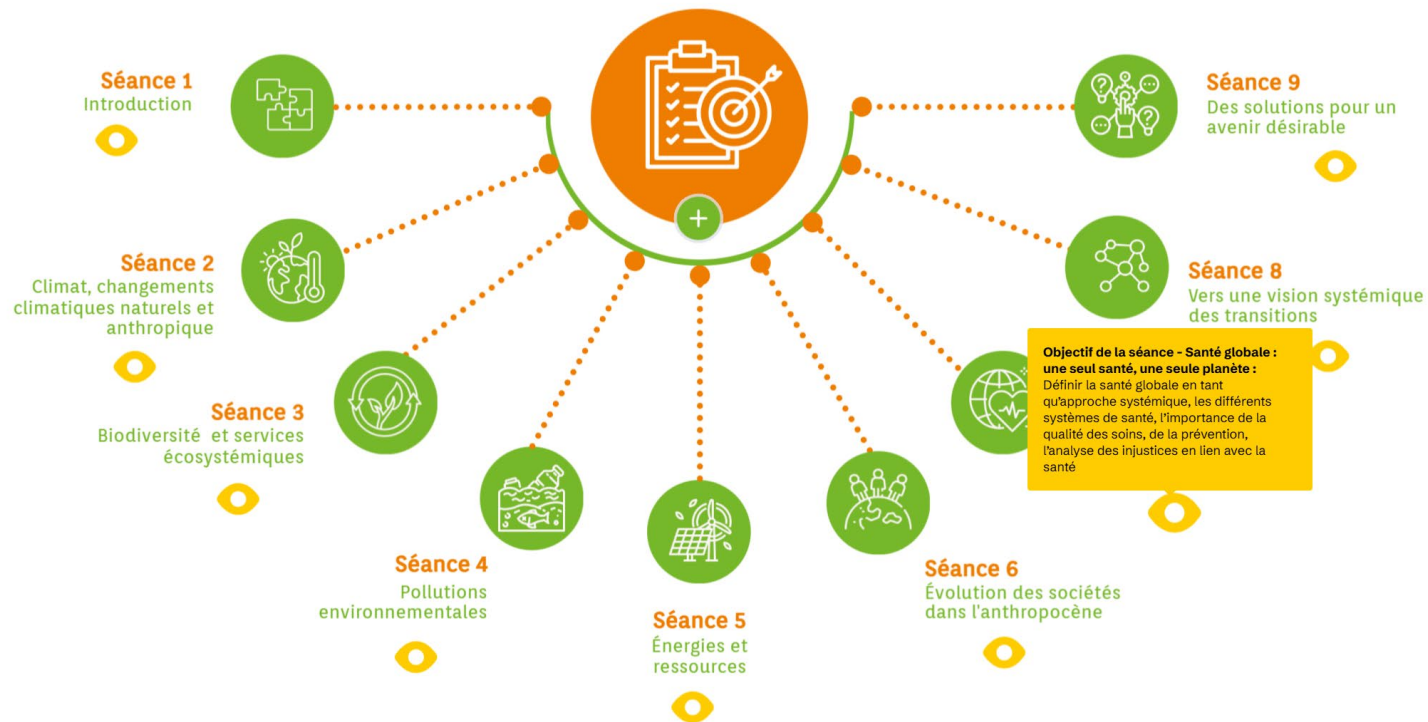 Séance 1
Introduction
Séance 2
Climat, changements
climatiques naturels et
anthropique
Séance 3
Biodiversité et services
écosystémiques
Séance 4
Pollutions
environnementales
Séance 5
Énergies et
ressources
Séance 6
Évolution des sociétés
dans l'anthropocène
Objectif de la séance - Santé globale :
une seul santé, une seule planète :
Définir la santé globale en tant
qu'approche systémique, les différents
systèmes de santé, l'importance de la
qualité des soins, de la prévention,
l'analyse des injustices en lien avec la
santé
Séance 8
Vers une vision systémique
des transitions
Séance 9
Des solutions pour un
avenir désirable